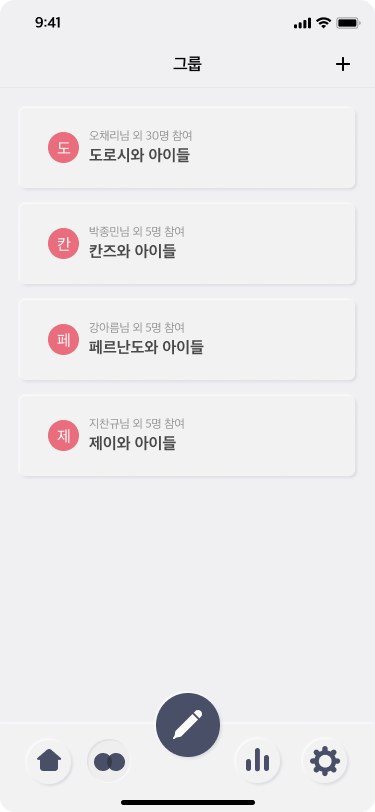 9:41
그룹
오채리님 외 30명 참여
도
도로시와 아이들
박종민님 외 5명 참여
칸
칸즈와 아이들
강아름님 외 5명 참여
페
페르난도와 아이들
지찬규님 외 5명 참여
제
제이와 아이들